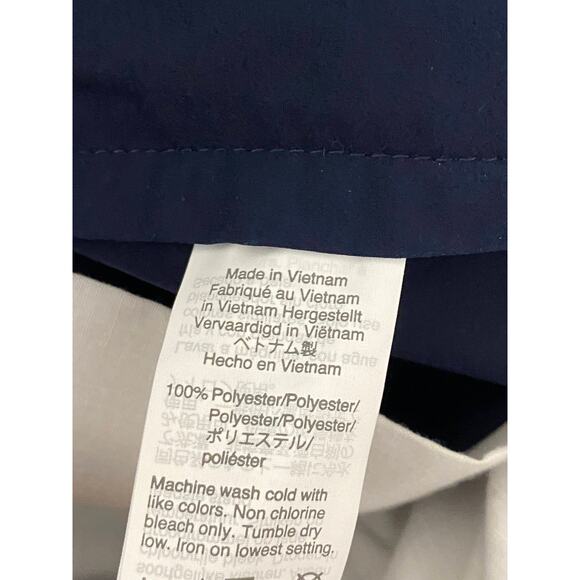 Made in Vietnam
Fabriqué au Vietnam
in Vietnam Hergestellt
Vervaardigd in Viëtnam
ベトナム製
Hecho en Vietnam
100% Polyester/Polyester/
Polyester/Polyester/
ポリエステル/
poliéster
Machine wash cold with
like colors. Non chlorine
bleach only. Tumble dry
low. Iron on lowest setting.